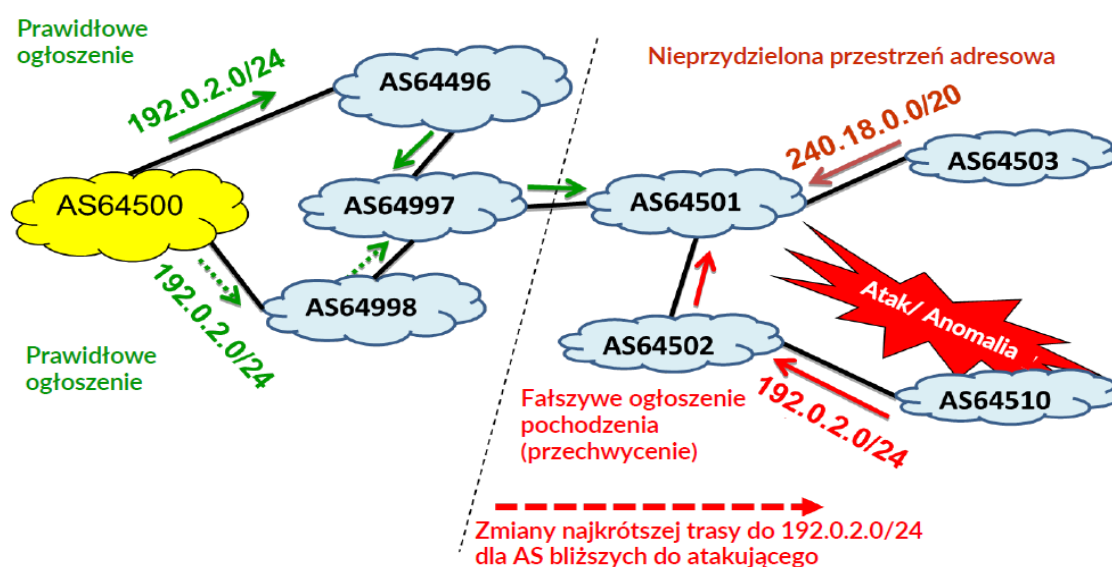 Prawidłowe
ogłoszenie
192.0.2.0/24
AS64496
Nieprzydzielona przestrzeń adresowa
240.18.0.0/20
AS64503
AS64500
AS64997
AS64501
192.0.2.0/24
AS64998
AS64502
Atak/ Anomalia
Prawidłowe
ogłoszenie
Fałszywe ogłoszenie
pochodzenia
(przechwycenie)
192.0.2.0/24
AS64510
Zmiany najkrótszej trasy do 192.0.2.0/24
dla AS bliższych do atakującego